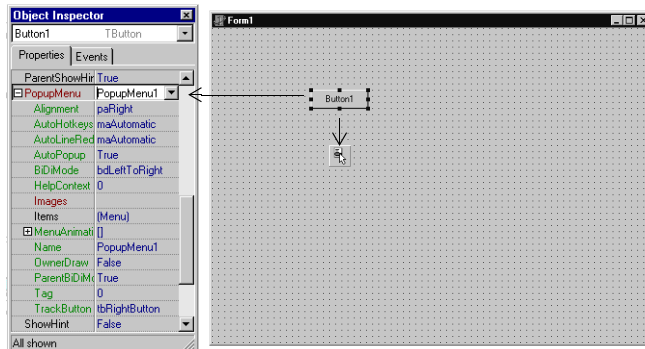 Object Inspector
Button1 TButton
Properties Events
ParentShowHir True
PopupMenu PopupMenu1
Alignment paRight
AutoHotkeys maAutomatic
AutoLineRed maAutomatic
AutoPopup True
BiDiMode bdLeftToRight
HelpContext 0
Images
Items (Menu)
MenuAnimati []
Name PopupMenu1
OwnerDraw False
ParentBiDiMo True
Tag 0
TrackButton tbRightButton
ShowHint False
All shown
Form1
Button1